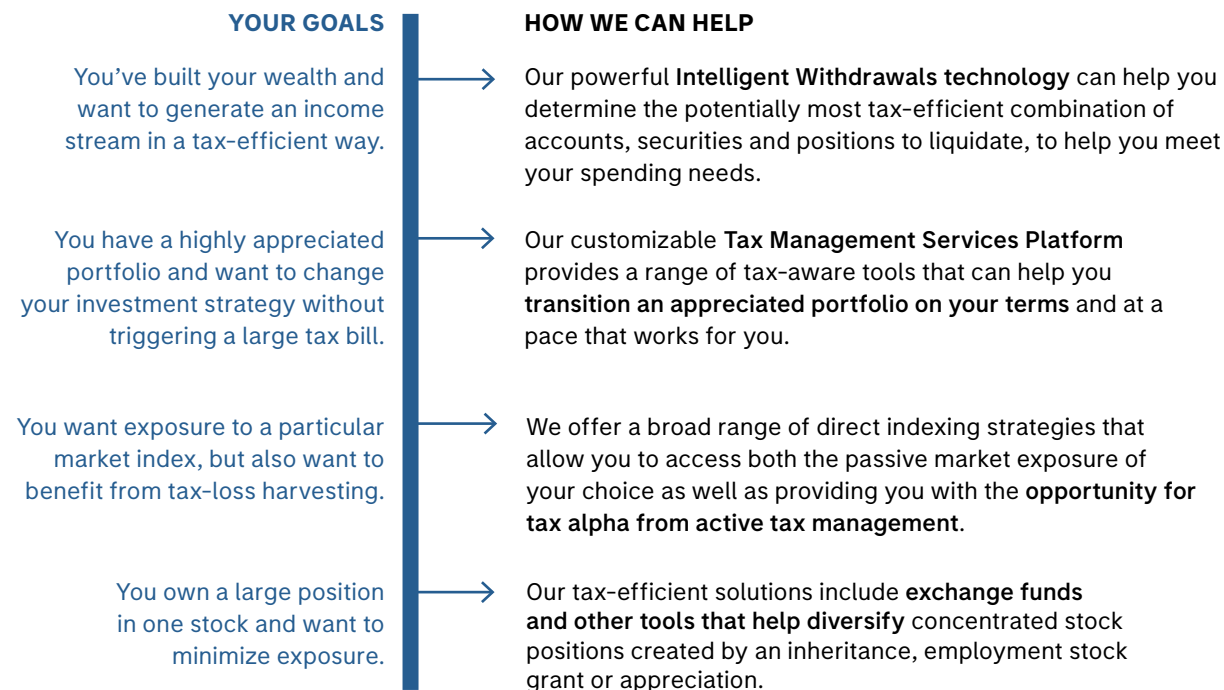 YOUR GOALS
HOW WE CAN HELP
You’ve built your wealth and
want to generate an income
stream in a tax-efficient way.
Our powerful Intelligent Withdrawals technology can help you
determine the potentially most tax-efficient combination of
accounts, securities and positions to liquidate, to help you meet
your spending needs.
You have a highly appreciated
portfolio and want to change
your investment strategy without
triggering a large tax bill.
Our customizable Tax Management Services Platform
provides a range of tax-aware tools that can help you
transition an appreciated portfolio on your terms and at a
pace that works for you.
You want exposure to a particular
market index, but also want to
benefit from tax-loss harvesting.
We offer a broad range of direct indexing strategies that
allow you to access both the passive market exposure of
your choice as well as providing you with the opportunity for
tax alpha from active tax management.
You own a large position
in one stock and want to
minimize exposure.
Our tax-efficient solutions include exchange funds
and other tools that help diversify concentrated stock
positions created by an inheritance, employment stock
grant or appreciation.